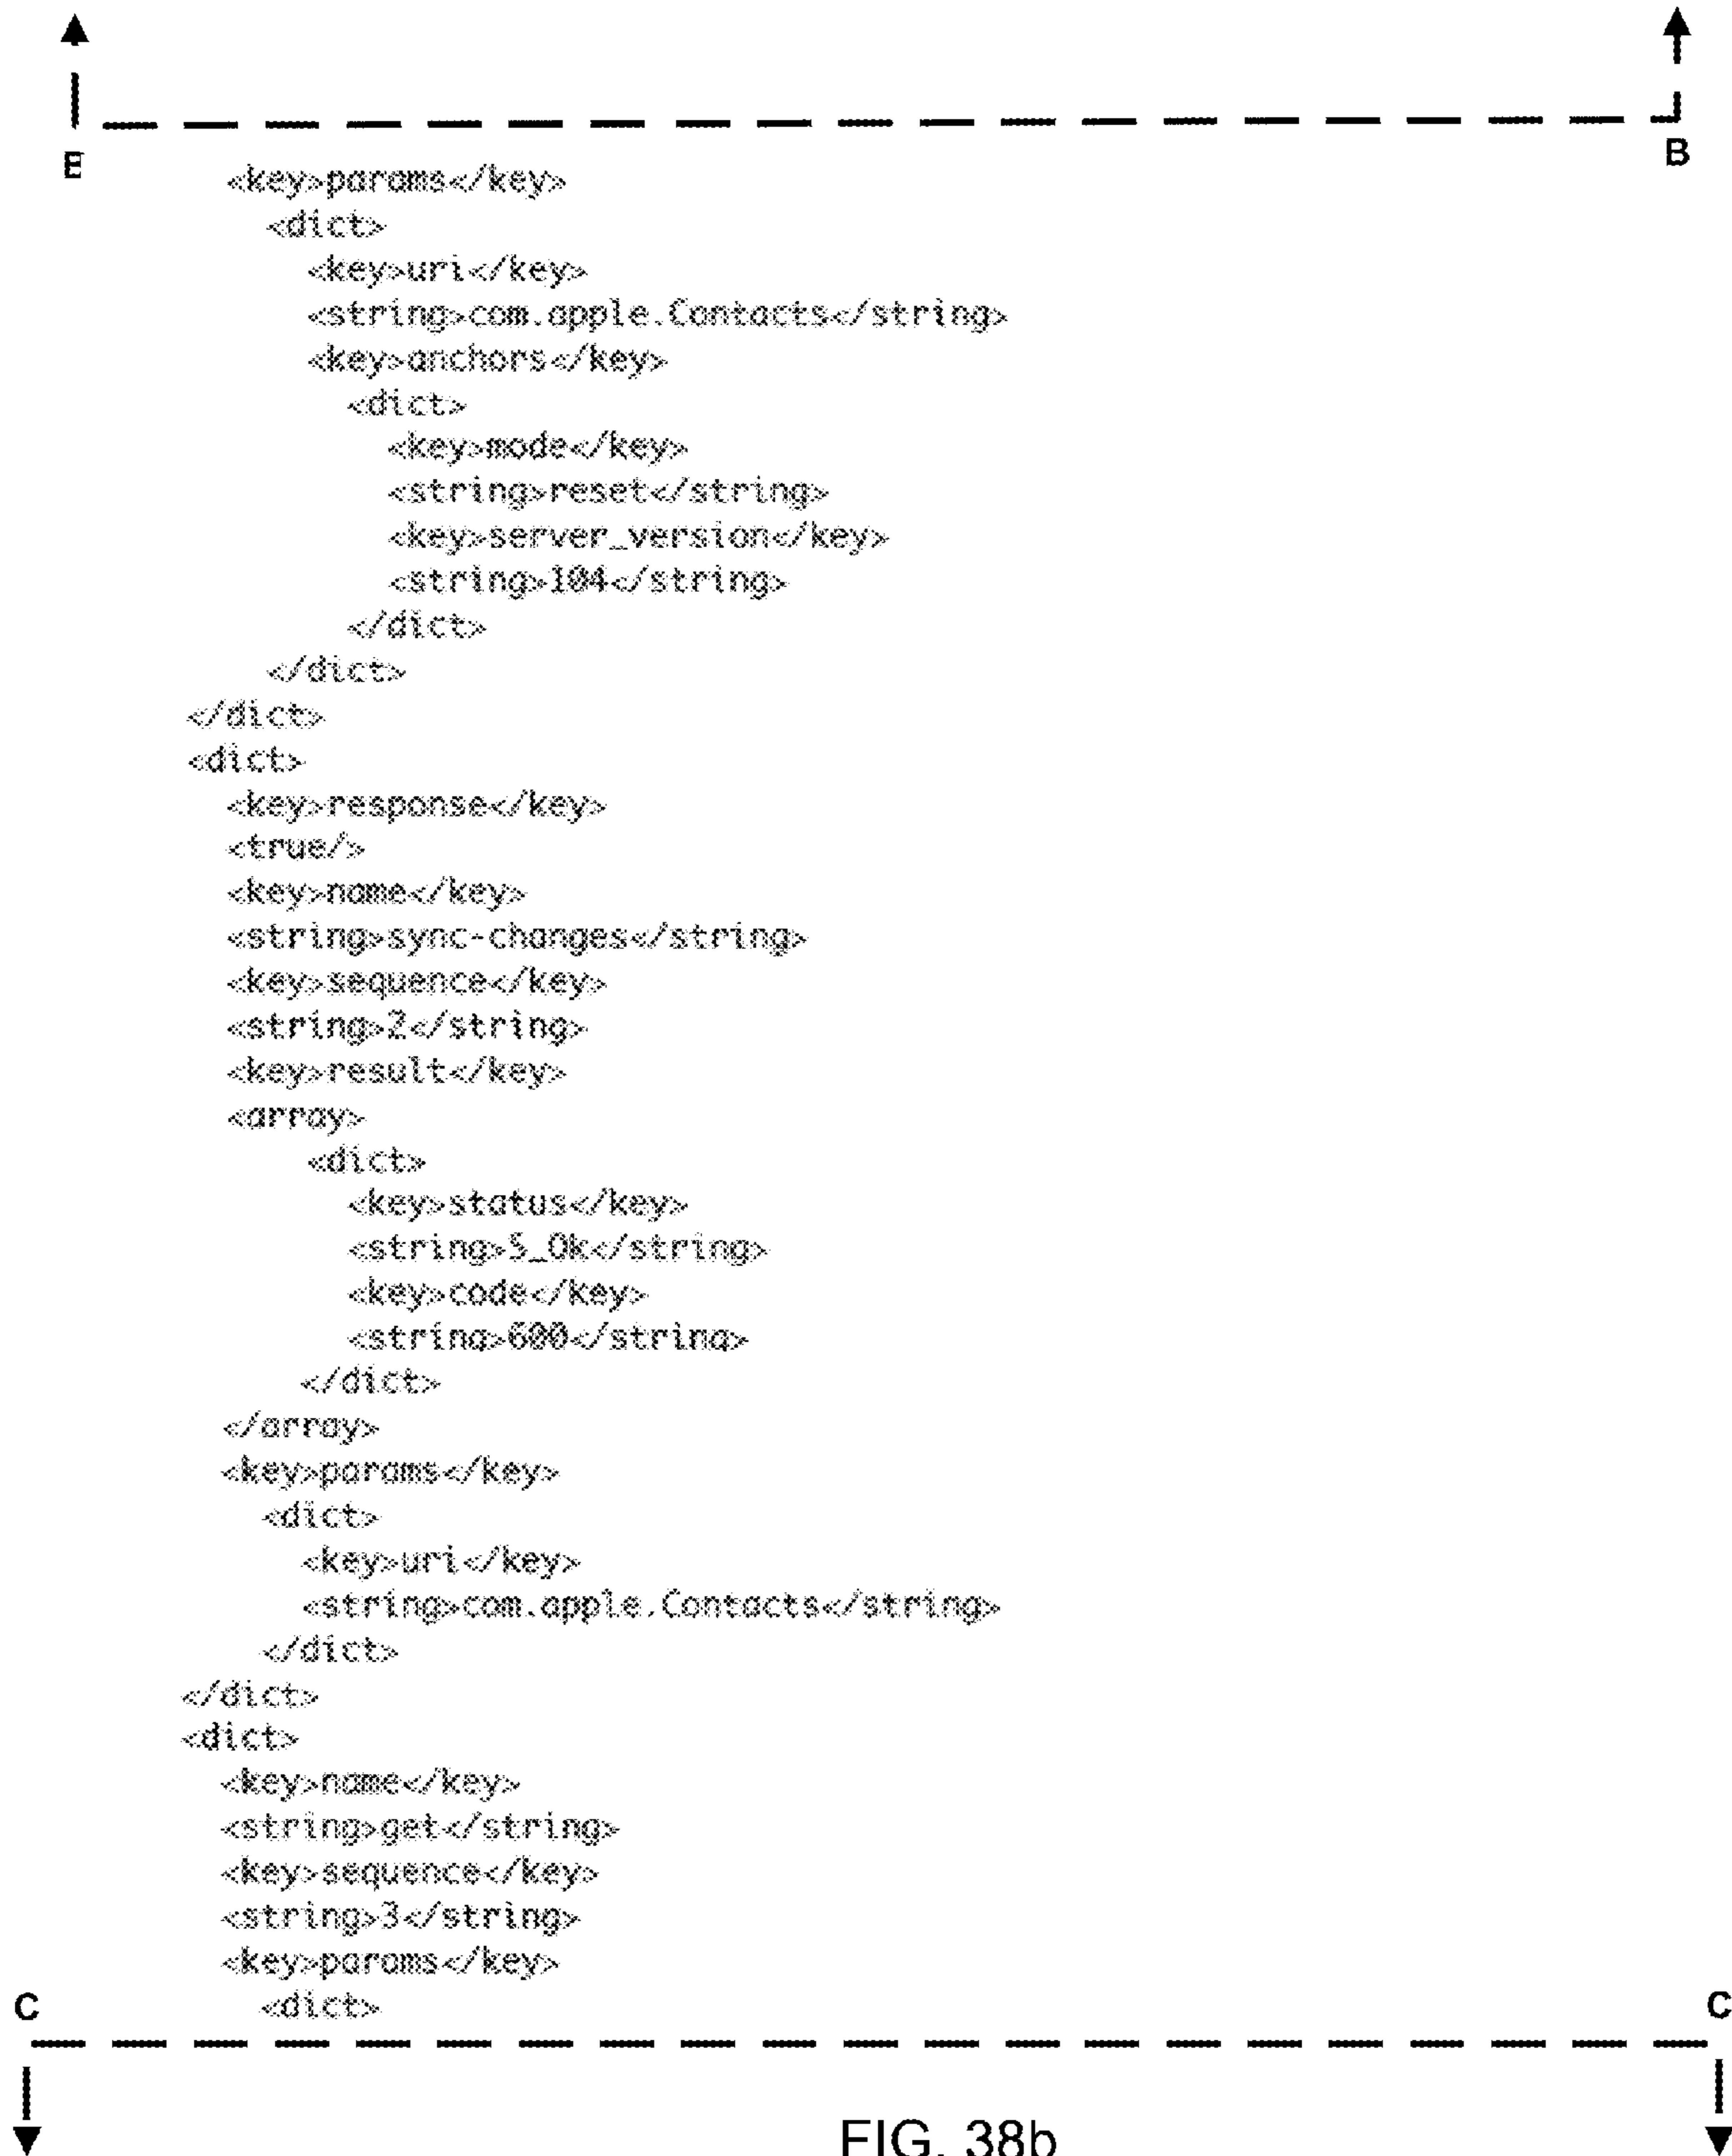 E B
<key>params</key>
<dict>
<key>uri</key>
<string>com.apple.Contacts</string>
<key>anchors</key>
<dict>
<key>mode</key>
<string>reset</string>
<key>server_version</key>
<string>104</string>
</dict>
</dict>
</dict>
<dict>
<key>response</key>
<true/>
<key>name</key>
<string>sync-changes</string>
<key>sequence</key>
<string>2</string>
<key>result</key>
<array>
<dict>
<key>status</key>
<string>S_Ok</string>
<key>code</key>
<string>600</string>
</dict>
</array>
<key>params</key>
<dict>
<key>uri</key>
<string>com.apple.Contacts</string>
</dict>
</dict>
<dict>
<key>name</key>
<string>get</string>
<key>sequence</key>
<string>3</string>
<key>params</key>
<dict>
C C
FIG. 38b